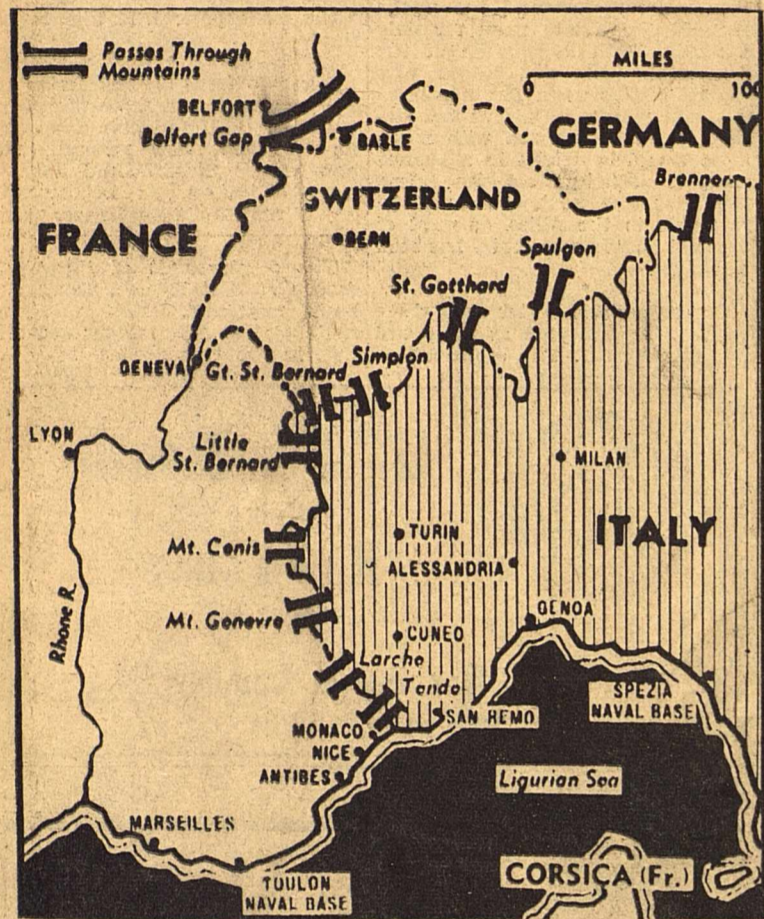 Passes Through
Mountains
MILES
0 100
BELFORT
Belfort Gap
BASLE
GERMANY
Brenner
SWITZERLAND
FRANCE
BERN
Splugen
St. Gotthard
GENEVA
Gt. St. Bernard
Simplon
LYON
Little
St. Bernard
MILAN
ITALY
TURIN
Mt. Cenis
ALESSANDRIA
Rhone R.
GENOA
Mt. Genevre
CUNEO
Larche
Tenda
SPEZIA
NAVAL BASE
SAN REMO
MONACO
NICE
ANTIBES
Ligurian Sea
MARSEILLES
CORSICA (Fr.)
TOULON
NAVAL BASE